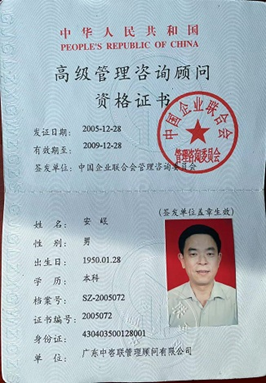 中华人民共和国
PEOPLE'S REPUBLIC OF CHINA
高级管理咨询顾问
资格证书
发证日期: 2005-12-28
有效期至: 2009-12-28
签发单位: 中国企业联合会管理咨询委员会
中国企业联合会
管理咨询委员会
(签发单位盖章生效)
姓 名: 安
性 别: 男
出生日: 1950.01.28
学 历: 本科
档案号: SZ-2005072
证书编号: 2005072
身份证: 430403500128001
单 位: 广东中咨联管理顾问有限公司